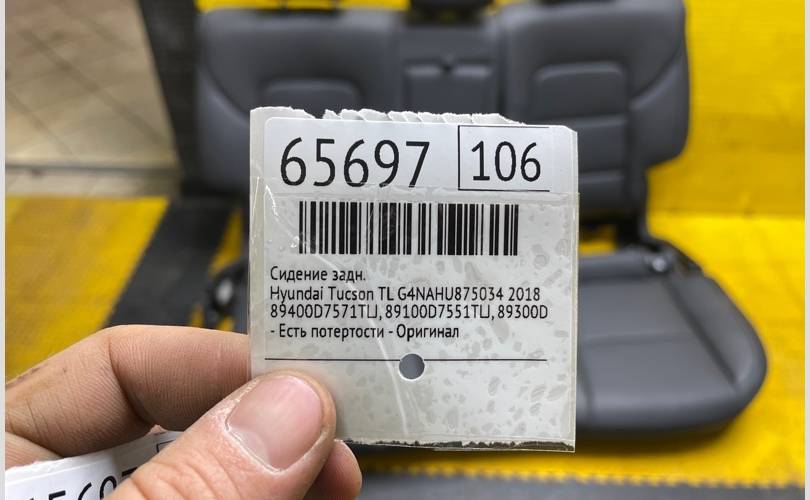 65697 106
Сидение задн.
Hyundai Tucson TL G4NAHU875034 2018
89400D7571TLJ, 89100D7551TLJ, 89300D
- Есть потертости - Оригинал